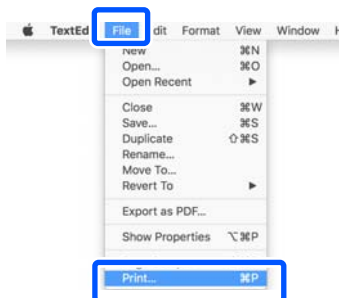 TextEd File dit Format View Window H
New ⌘N
Open... ⌘O
Open Recent ▶
Close ⌘W
Save... ⌘S
Duplicate ⇧⌘S
Rename...
Move To...
Revert To ▶
Export as PDF...
Show Properties ⌥⌘P
Print... ⌘P